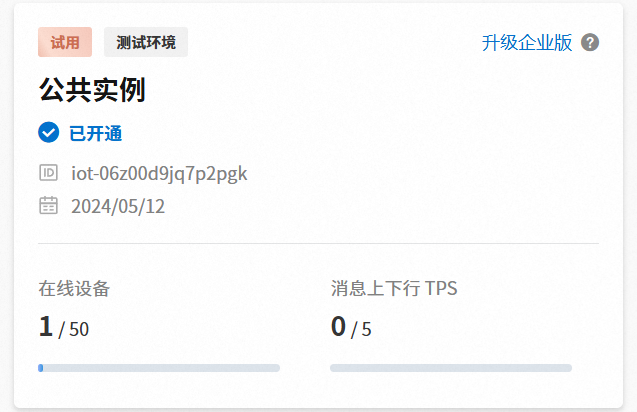 试用 测试环境 升级企业版 ?
公共实例
已开通
ID iot-06z00d9jq7p2pgk
2024/05/12
在线设备 消息上下行 TPS
1 / 50 0 / 5